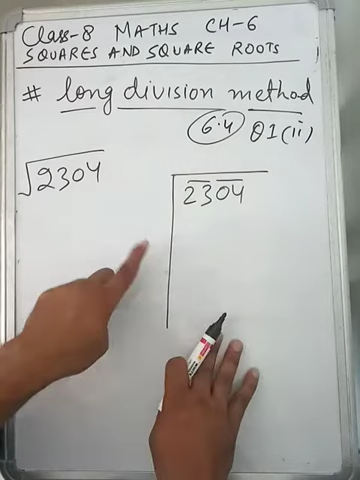 Class-8 MATHS CH-6
SQUARES AND SQUARE ROOTS
# long division method
6.4 Q1(ii)
√2304
2304